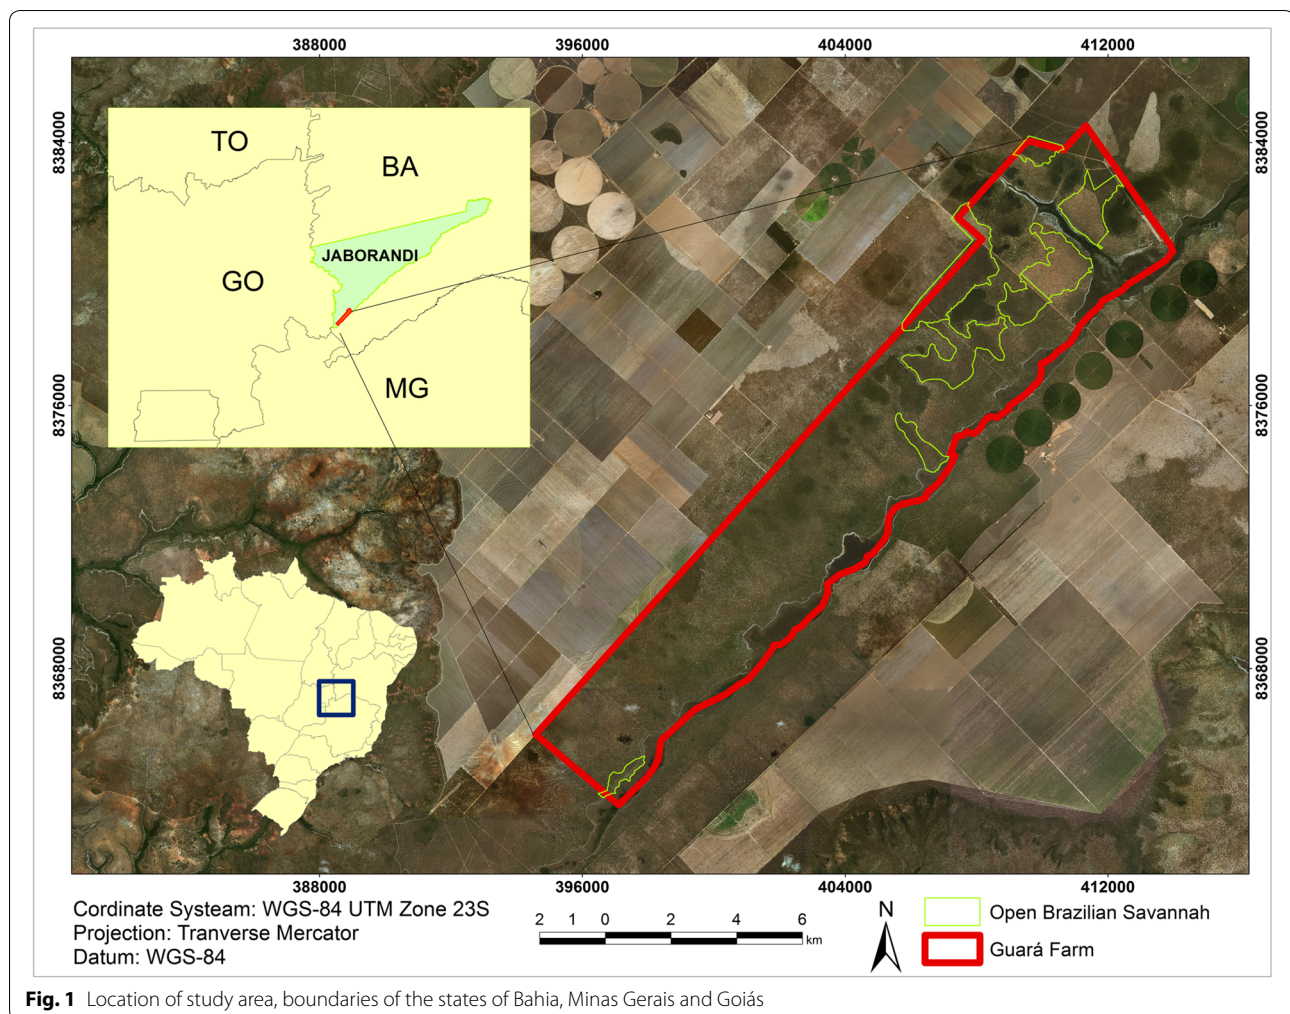 388000 396000 404000 412000
8384000 8384000
TO
BA
JABORANDI
GO
MG
8376000 8376000
8368000 8368000
388000 396000 404000 412000
Cordinate Systeam: WGS-84 UTM Zone 23S
Projection: Tranverse Mercator
Datum: WGS-84
2 1 0 2 4 6
km
N
Open Brazilian Savannah
Guará Farm
Fig. 1 Location of study area, boundaries of the states of Bahia, Minas Gerais and Goiás